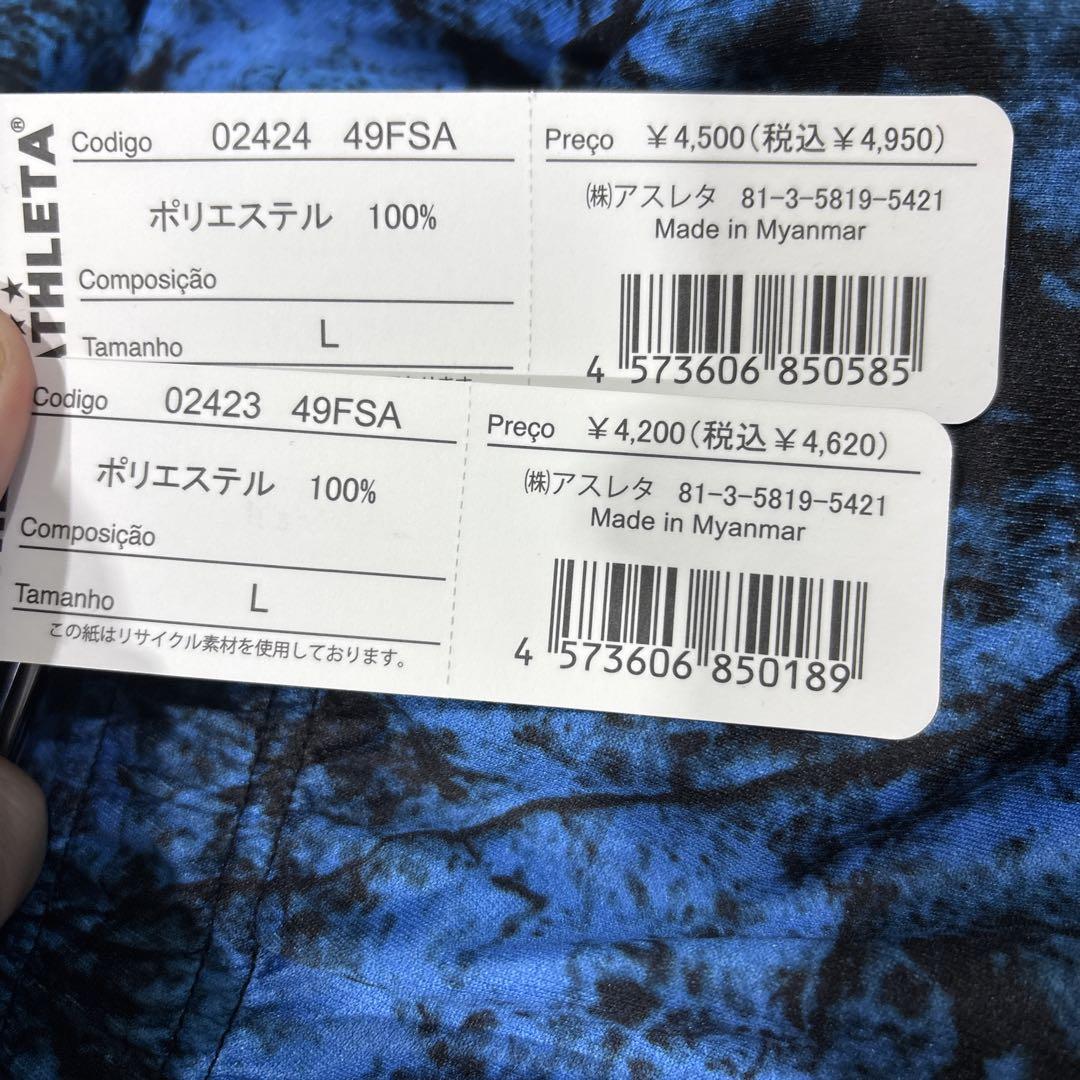 ATHLETA®
Codigo 02424 49FSA
ポリエステル 100%
Composição
Tamanho L
Preço ¥4,500(税込¥4,950)
㈱アスレタ 81-3-5819-5421
Made in Myanmar
4 573606 850585
Codigo 02423 49FSA
ポリエステル 100%
Composição
Tamanho L
この紙はリサイクル素材を使用しております。
Preço ¥4,200(税込¥4,620)
㈱アスレタ 81-3-5819-5421
Made in Myanmar
4 573606 850189